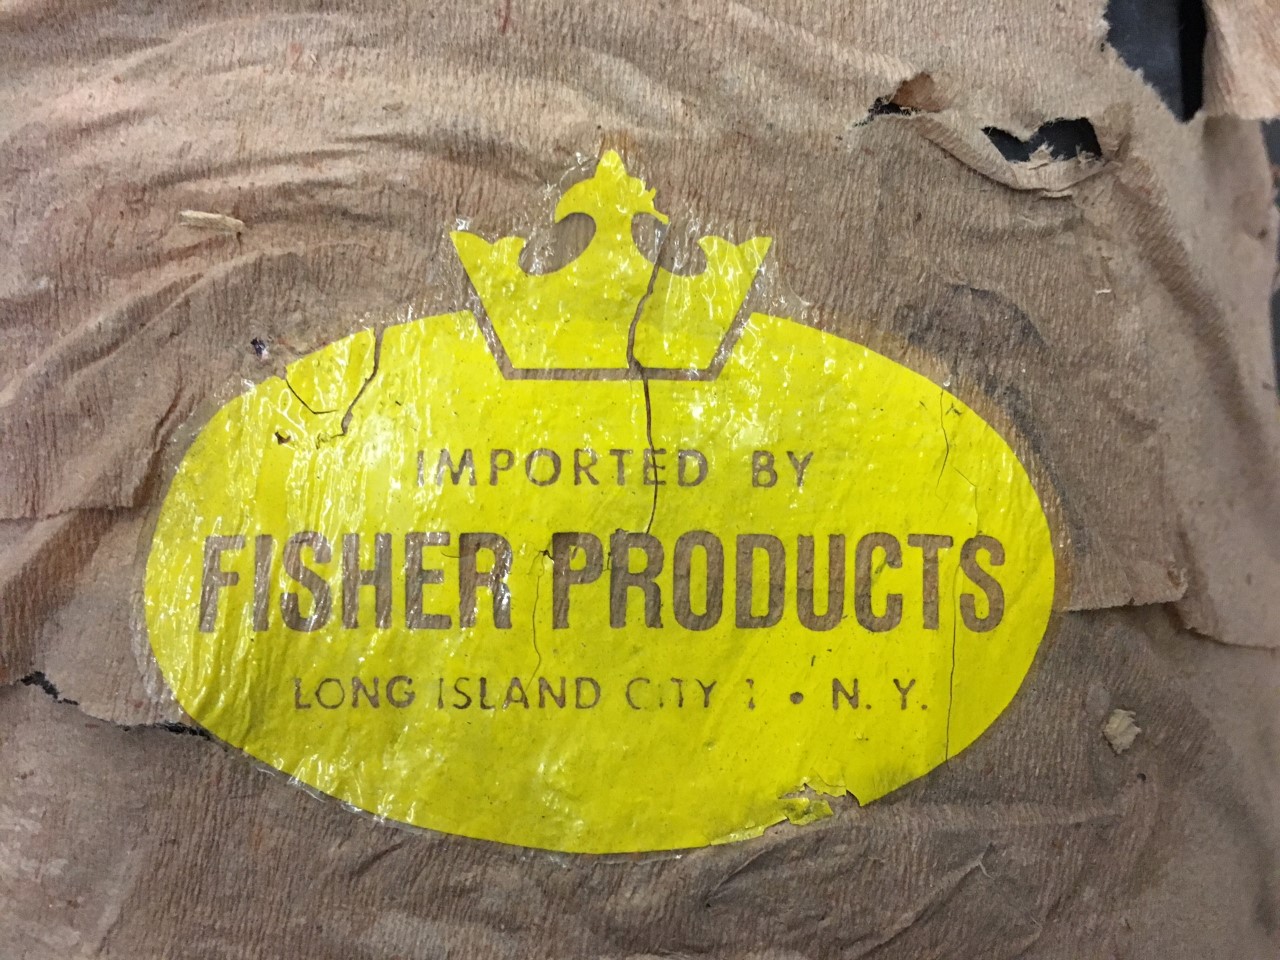 IMPORTED BY
FISHER PRODUCTS
LONG ISLAND CITY 1 • N. Y.